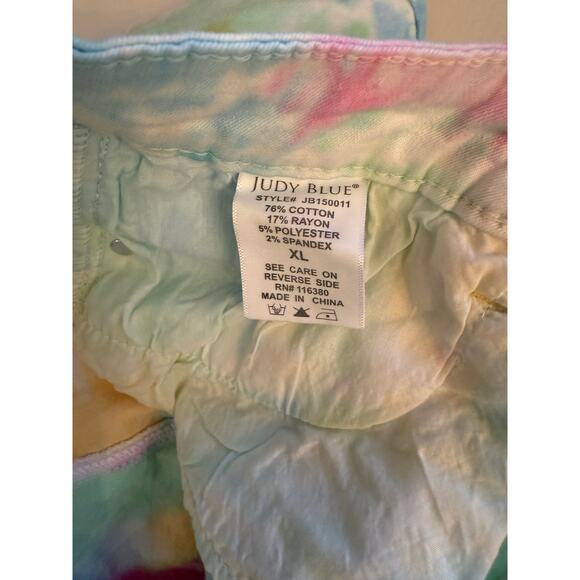 JUDY BLUE®
STYLE# JB150011
76% COTTON
17% RAYON
5% POLYESTER
2% SPANDEX
XL
SEE CARE ON
REVERSE SIDE
RN# 116380
MADE IN CHINA